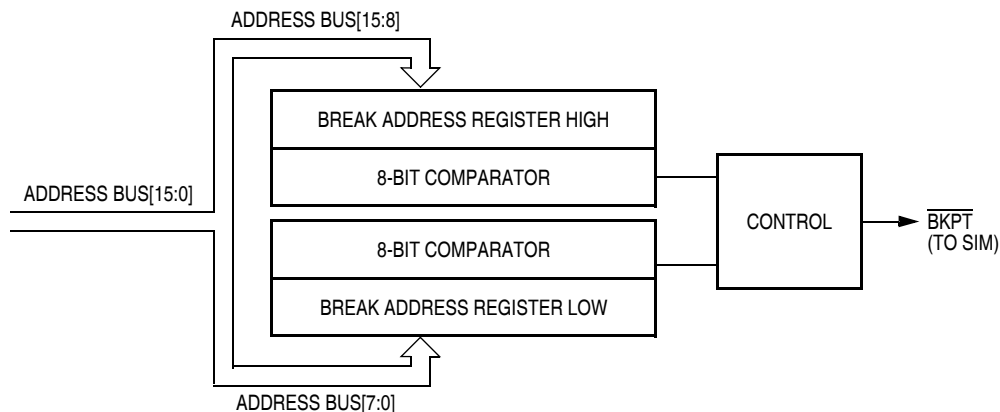 ADDRESS BUS[15:8]
BREAK ADDRESS REGISTER HIGH
8-BIT COMPARATOR
ADDRESS BUS[15:0]
CONTROL
BKPT
(TO SIM)
8-BIT COMPARATOR
BREAK ADDRESS REGISTER LOW
ADDRESS BUS[7:0]